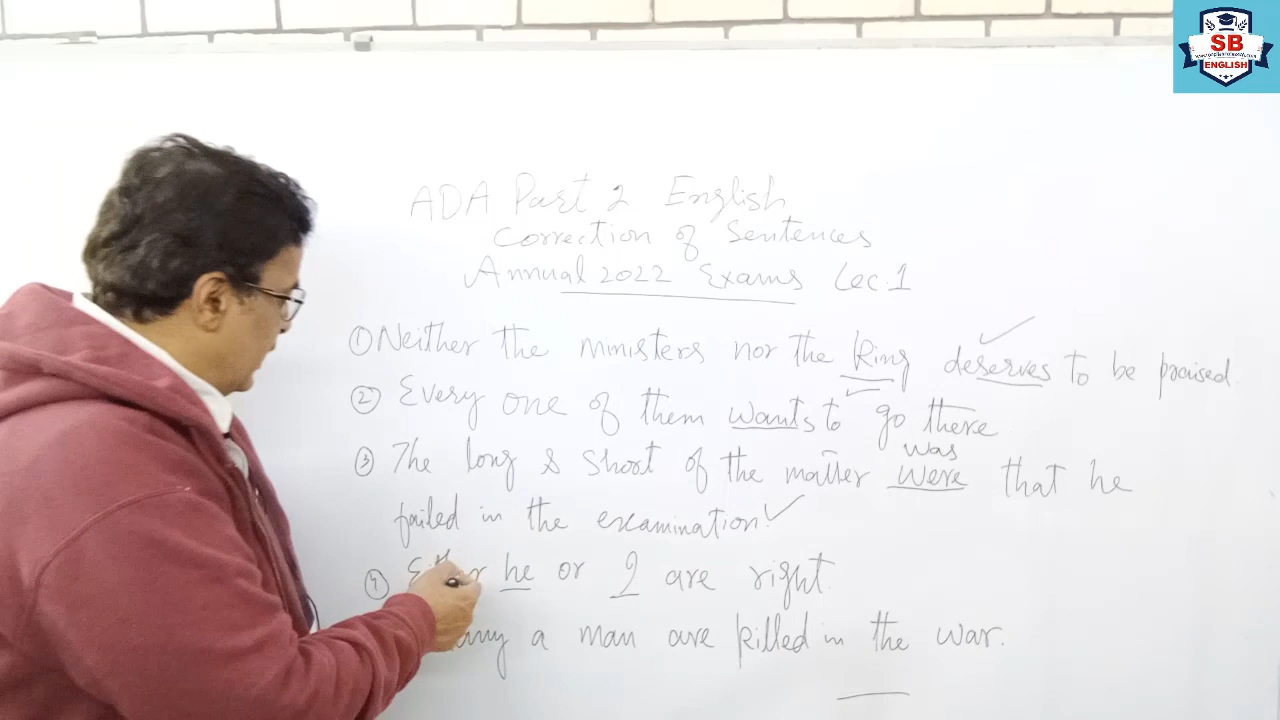 SB
ENGLISH
ADA Part 2 English
Correction of Sentences
Annual 2022 Exams Lec.1
① Neither the ministers nor the King deserves to be praised.
② Every one of them wants to go there
was
③ The long & short of the matter were that he
failed in the examination.
④ he or I are right.
a man are killed in the war.